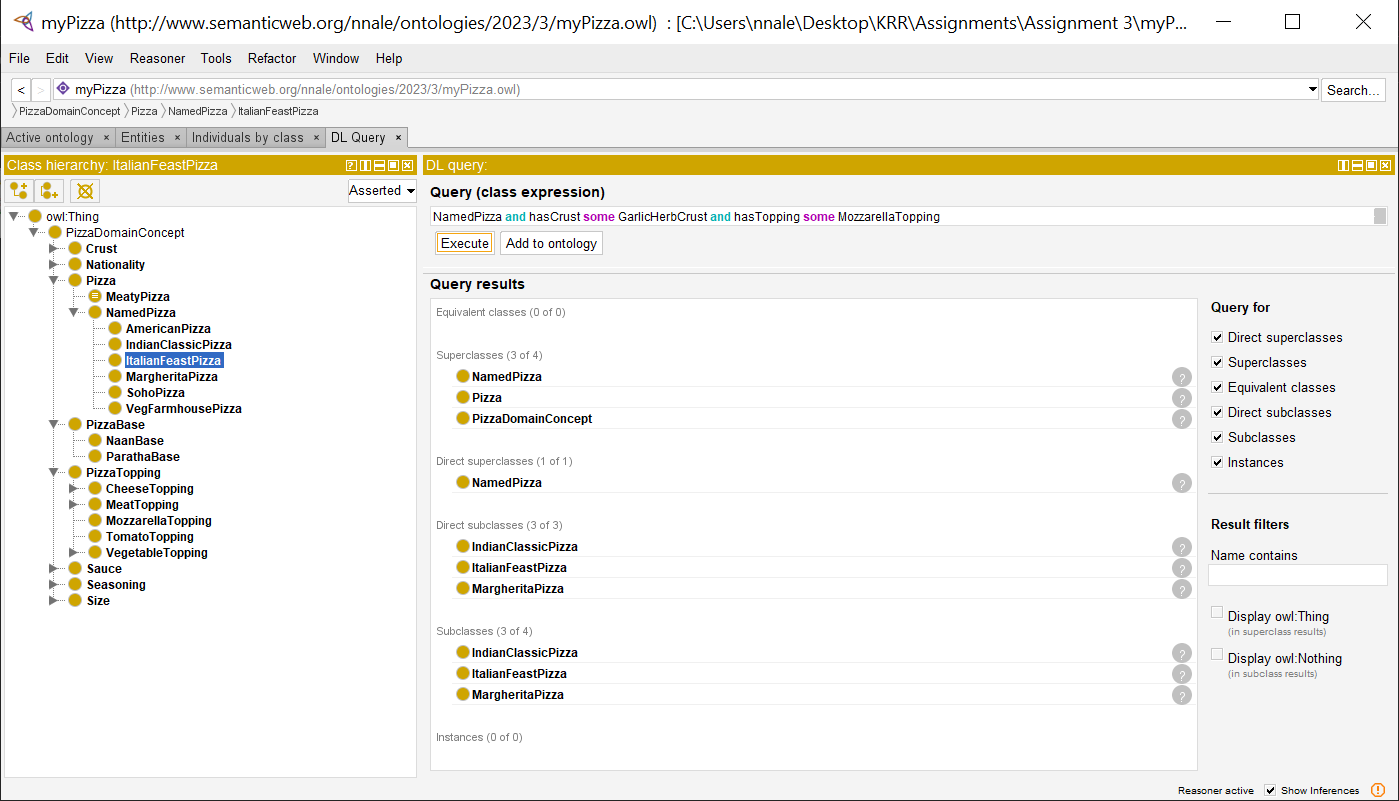 myPizza (http://www.semanticweb.org/nnale/ontologies/2023/3/myPizza.owl) : [C:\Users\nnale\Desktop\KRR\Assignments\Assignment 3\myP...
File Edit View Reasoner Tools Refactor Window Help
< > myPizza (http://www.semanticweb.org/nnale/ontologies/2023/3/myPizza.owl) Search...
PizzaDomainConcept Pizza NamedPizza ItalianFeastPizza
Active ontology × Entities × Individuals by class × DL Query ×
Class hierarchy: ItalianFeastPizza
Asserted
owl:Thing
PizzaDomainConcept
Crust
Nationality
Pizza
MeatyPizza
NamedPizza
AmericanPizza
IndianClassicPizza
ItalianFeastPizza
MargheritaPizza
SohoPizza
VegFarmhousePizza
PizzaBase
NaanBase
ParathaBase
PizzaTopping
CheeseTopping
MeatTopping
MozzarellaTopping
TomatoTopping
VegetableTopping
Sauce
Seasoning
Size
DL query:
Query (class expression)
NamedPizza and hasCrust some GarlicHerbCrust and hasTopping some MozzarellaTopping
Execute Add to ontology
Query results
Equivalent classes (0 of 0)
Superclasses (3 of 4)
NamedPizza ?
Pizza ?
PizzaDomainConcept ?
Direct superclasses (1 of 1)
NamedPizza ?
Direct subclasses (3 of 3)
IndianClassicPizza ?
ItalianFeastPizza ?
MargheritaPizza ?
Subclasses (3 of 4)
IndianClassicPizza ?
ItalianFeastPizza ?
MargheritaPizza ?
Instances (0 of 0)
Query for
Direct superclasses
Superclasses
Equivalent classes
Direct subclasses
Subclasses
Instances
Result filters
Name contains
Display owl:Thing
(in superclass results)
Display owl:Nothing
(in subclass results)
Reasoner active Show Inferences